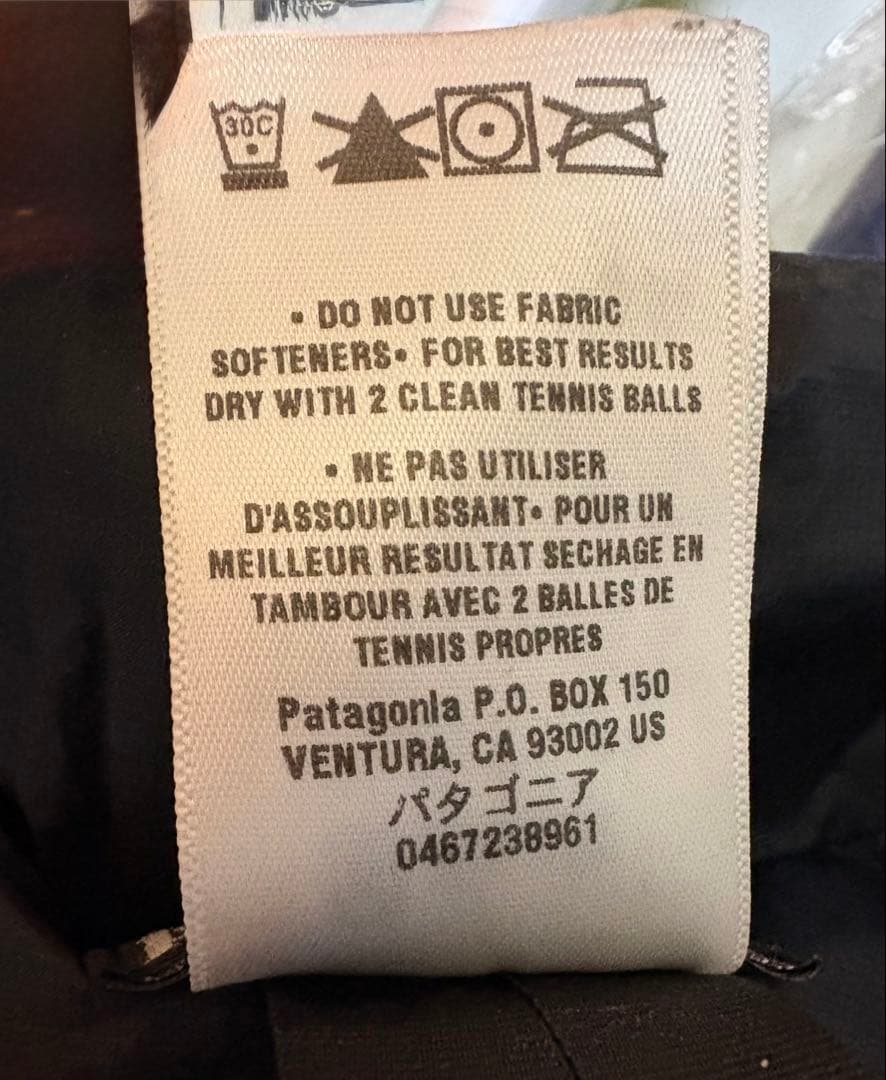 30C
• DO NOT USE FABRIC
SOFTENERS• FOR BEST RESULTS
DRY WITH 2 CLEAN TENNIS BALLS
• NE PAS UTILISER
D'ASSOUPLISSANT• POUR UN
MEILLEUR RESULTAT SECHAGE EN
TAMBOUR AVEC 2 BALLES DE
TENNIS PROPRES
Patagonia P.O. BOX 150
VENTURA, CA 93002 US
パタゴニア
0467238961